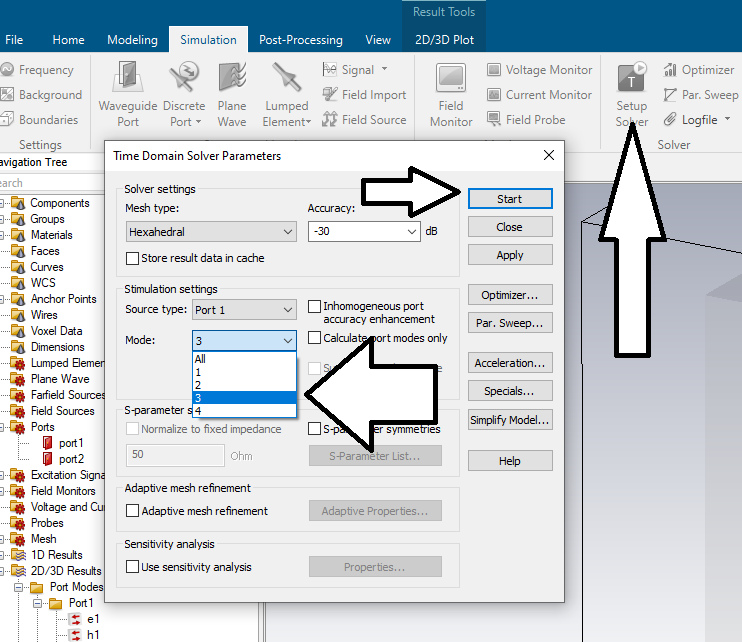 Result Tools
File Home Modeling Simulation Post-Processing View 2D/3D Plot
Frequency
Background
Boundaries
Settings
Waveguide
Port
Discrete
Port
Plane
Wave
Lumped
Element
Signal
Field Import
Field Source
Field
Monitor
Voltage Monitor
Current Monitor
Field Probe
Setup
Solver
Optimizer
Par. Sweep
Logfile
Solver
avigation Tree
earch
Components
Groups
Materials
Faces
Curves
WCS
Anchor Points
Wires
Voxel Data
Dimensions
Lumped Elemen
Plane Wave
Farfield Sources
Field Sources
Ports
port1
port2
Excitation Signa
Field Monitors
Voltage and Cu
Probes
Mesh
1D Results
2D/3D Results
Port Modes
Port1
e1
h1
Time Domain Solver Parameters
Solver settings
Mesh type:
Hexahedral
Accuracy:
-30 dB
Store result data in cache
Stimulation settings
Source type: Port 1
Inhomogeneous port
accuracy enhancement
Mode: 3
Calculate port modes only
All
1
2
3
4
S-parameter s
Normalize to fixed impedance
S-parameter symmetries
50 Ohm
S-Parameter List...
Adaptive mesh refinement
Adaptive mesh refinement
Adaptive Properties...
Sensitivity analysis
Use sensitivity analysis
Properties...
Start
Close
Apply
Optimizer...
Par. Sweep...
Acceleration...
Specials...
Simplify Model...
Help